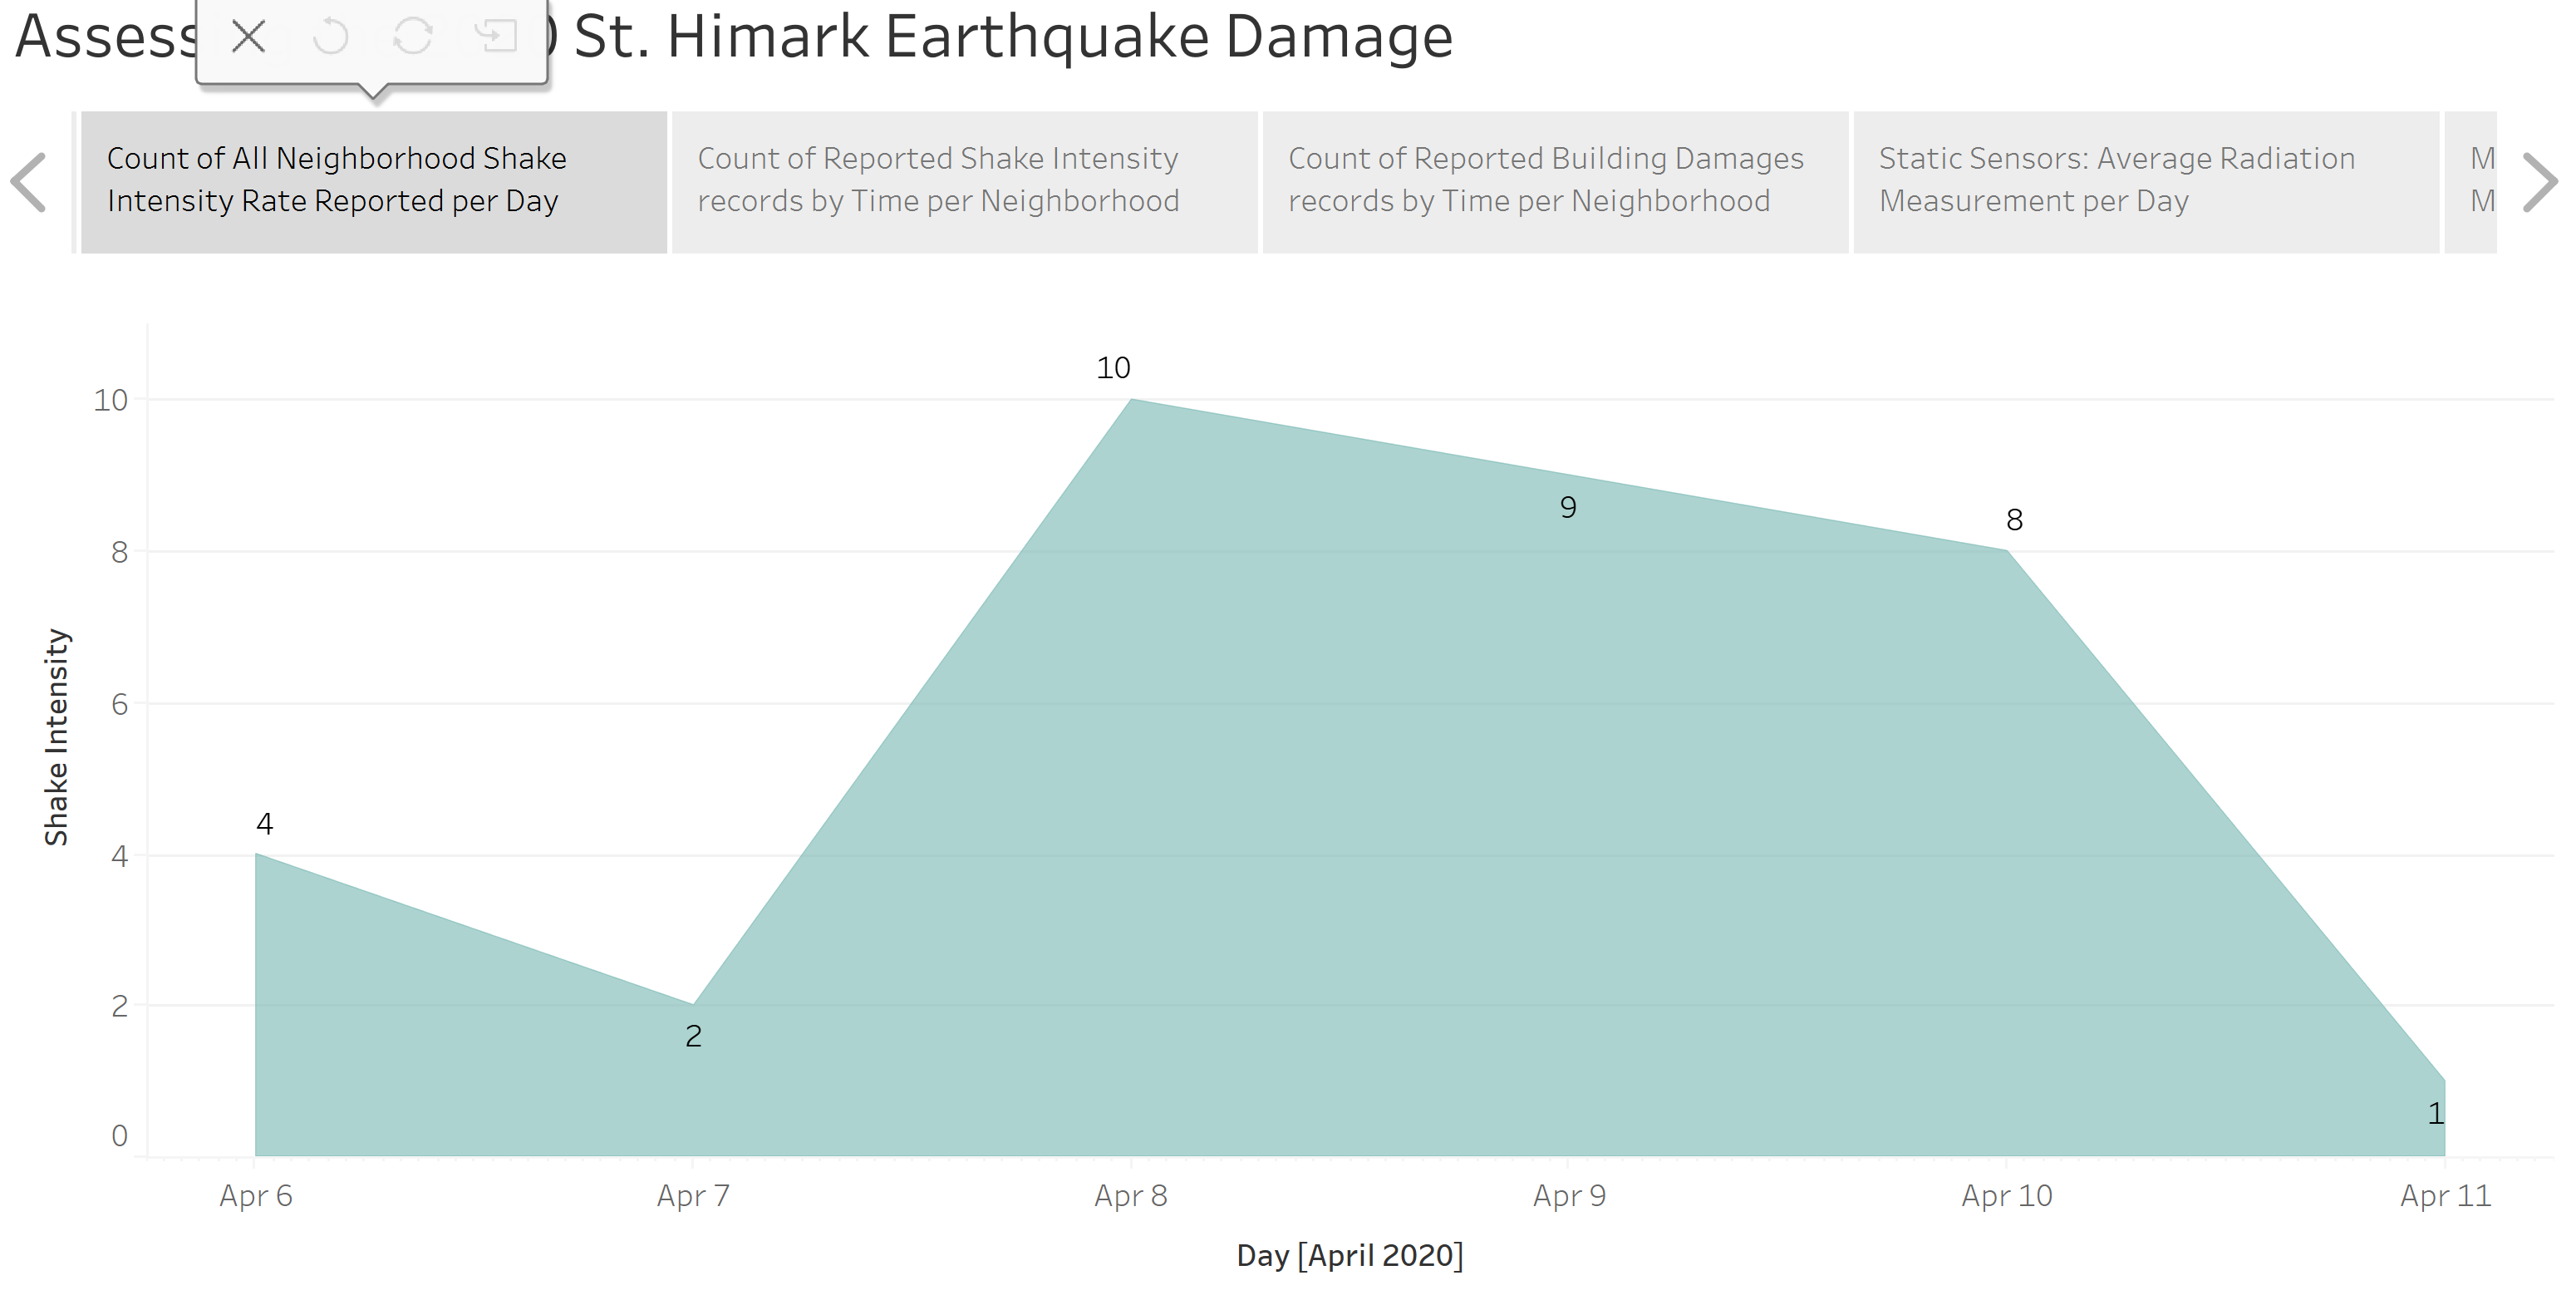 Assess
St. Himark Earthquake Damage
Count of All Neighborhood Shake
Intensity Rate Reported per Day
Count of Reported Shake Intensity
records by Time per Neighborhood
Count of Reported Building Damages
records by Time per Neighborhood
Static Sensors: Average Radiation
Measurement per Day
M
M
Shake Intensity
10
8
6
4
2
0
4
2
10
9
8
1
Apr 6
Apr 7
Apr 8
Apr 9
Apr 10
Apr 11
Day [April 2020]